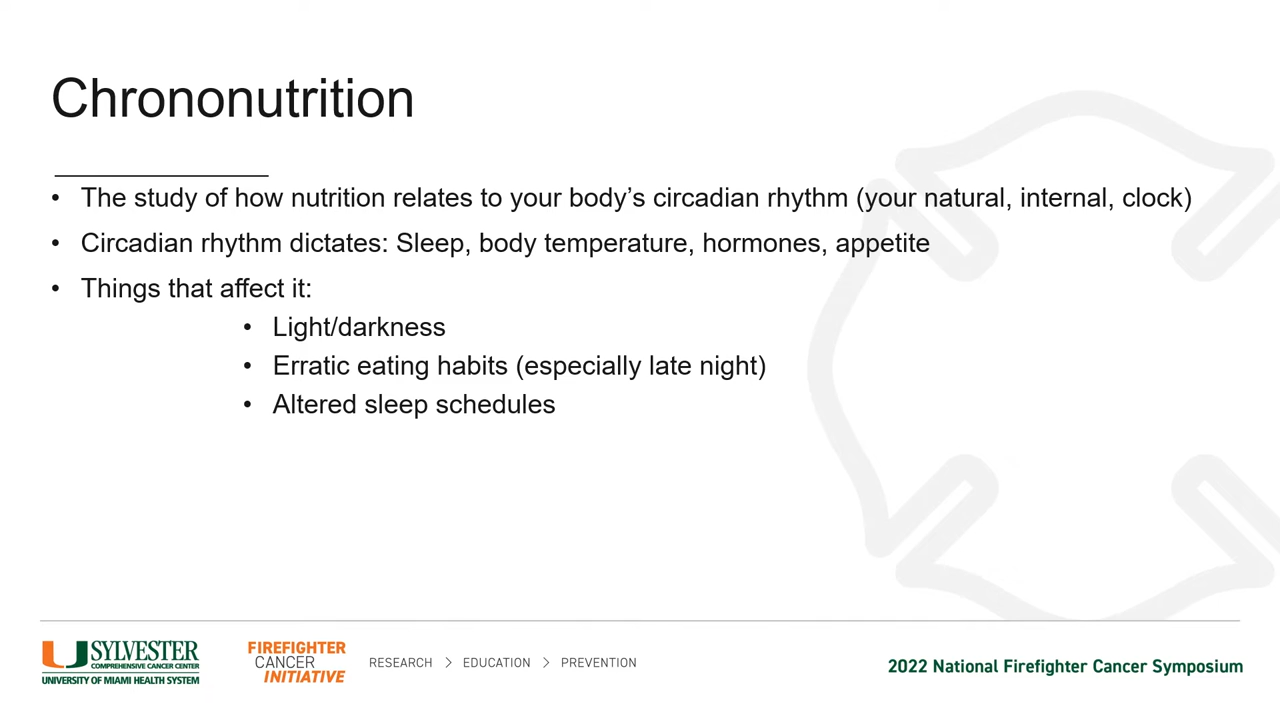 Chrononutrition
• The study of how nutrition relates to your body’s circadian rhythm (your natural, internal, clock)
• Circadian rhythm dictates: Sleep, body temperature, hormones, appetite
• Things that affect it:
• Light/darkness
• Erratic eating habits (especially late night)
• Altered sleep schedules
SYLVESTER
COMPREHENSIVE CANCER CENTER
UNIVERSITY OF MIAMI HEALTH SYSTEM
FIREFIGHTER
CANCER
INITIATIVE
RESEARCH > EDUCATION > PREVENTION
2022 National Firefighter Cancer Symposium